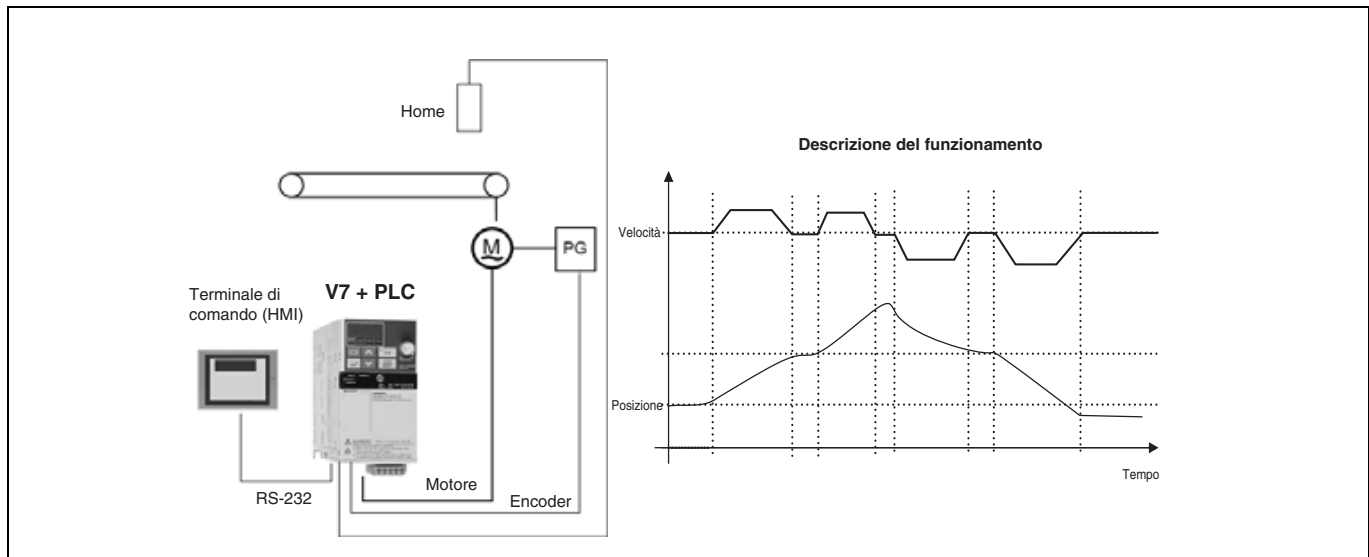 Home
Descrizione del funzionamento
Velocità
M
PG
Terminale di
comando (HMI)
V7 + PLC
Posizione
Tempo
Motore
RS-232
Encoder